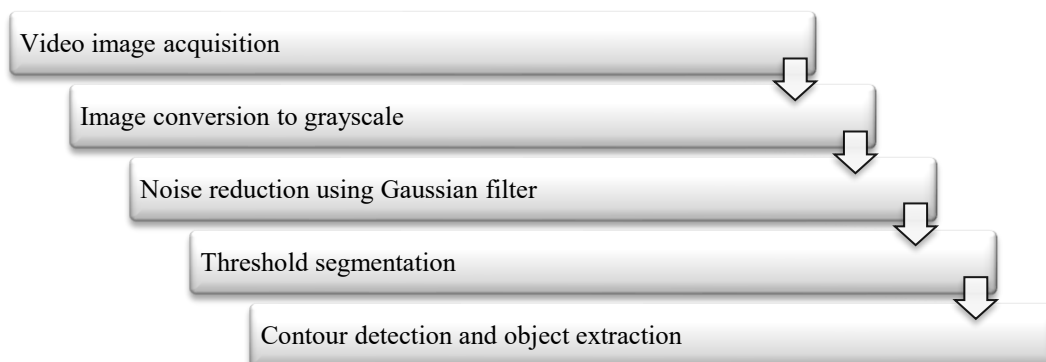 Video image acquisition
Image conversion to grayscale
Noise reduction using Gaussian filter
Threshold segmentation
Contour detection and object extraction